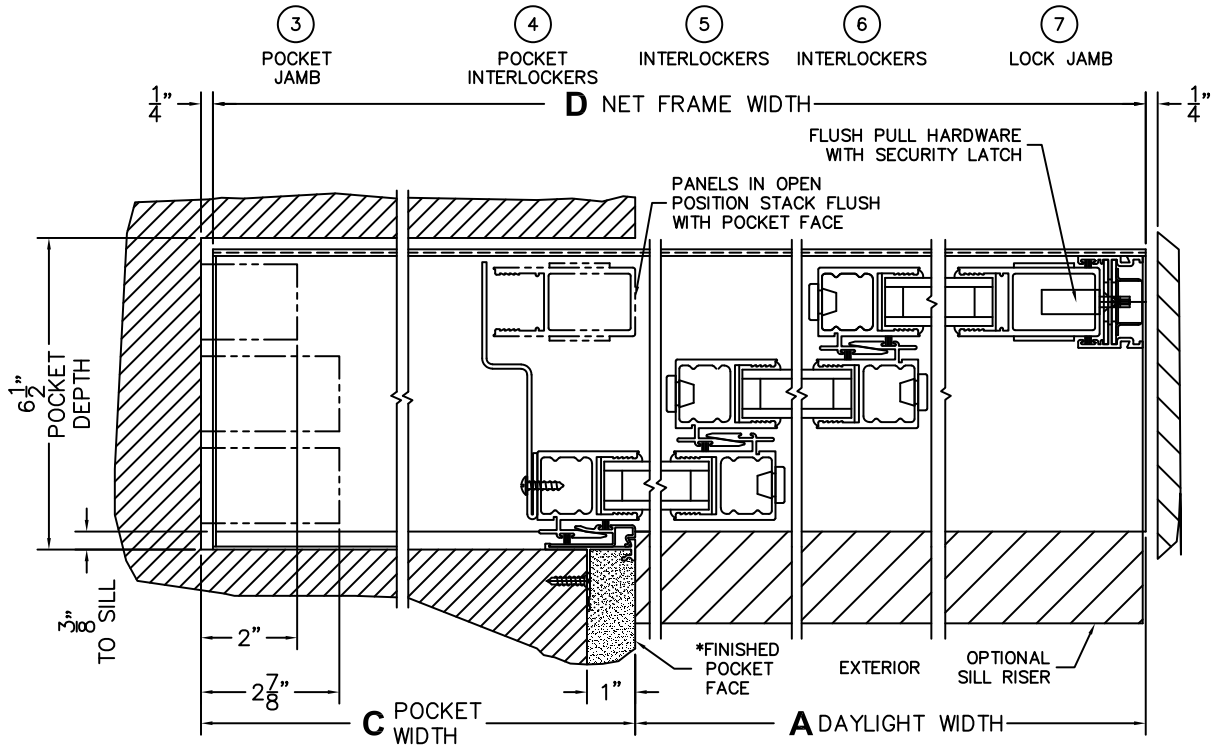 3
POCKET
JAMB
4
POCKET
INTERLOCKERS
5
INTERLOCKERS
6
INTERLOCKERS
7
LOCK JAMB
1/4"
D NET FRAME WIDTH
1/4"
FLUSH PULL HARDWARE
WITH SECURITY LATCH
PANELS IN OPEN
POSITION STACK FLUSH
WITH POCKET FACE
6 1/2"
POCKET
DEPTH
3/8"
TO SILL
2"
2 7/8"
1"
*FINISHED
POCKET
FACE
EXTERIOR
OPTIONAL
SILL RISER
C POCKET
WIDTH
A DAYLIGHT WIDTH